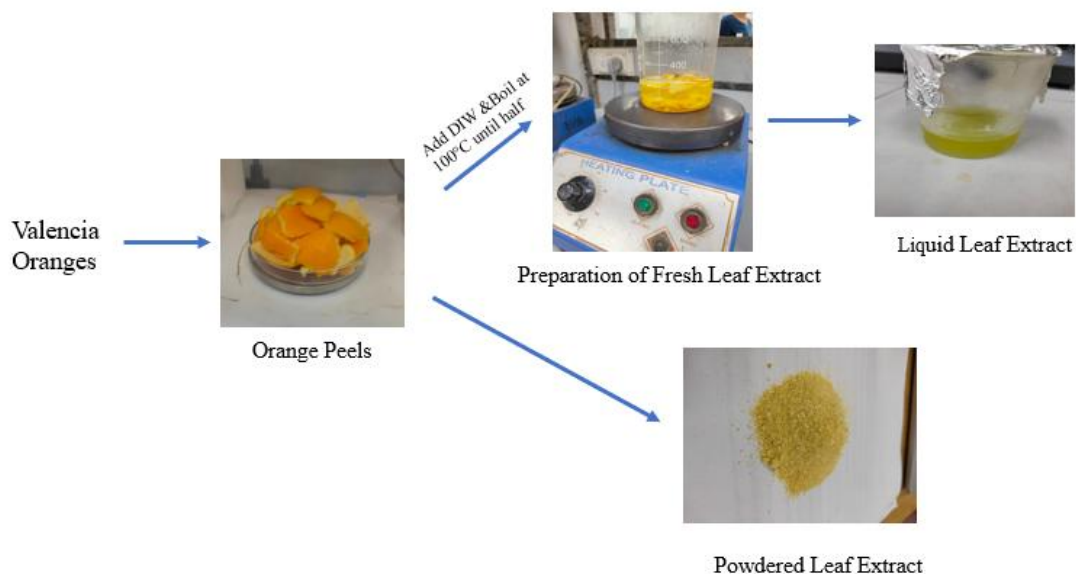 Valencia
Oranges
Orange Peels
Add DIW &Boil at
100°C until half
400
HEATING PLATE
Preparation of Fresh Leaf Extract
Liquid Leaf Extract
Powdered Leaf Extract